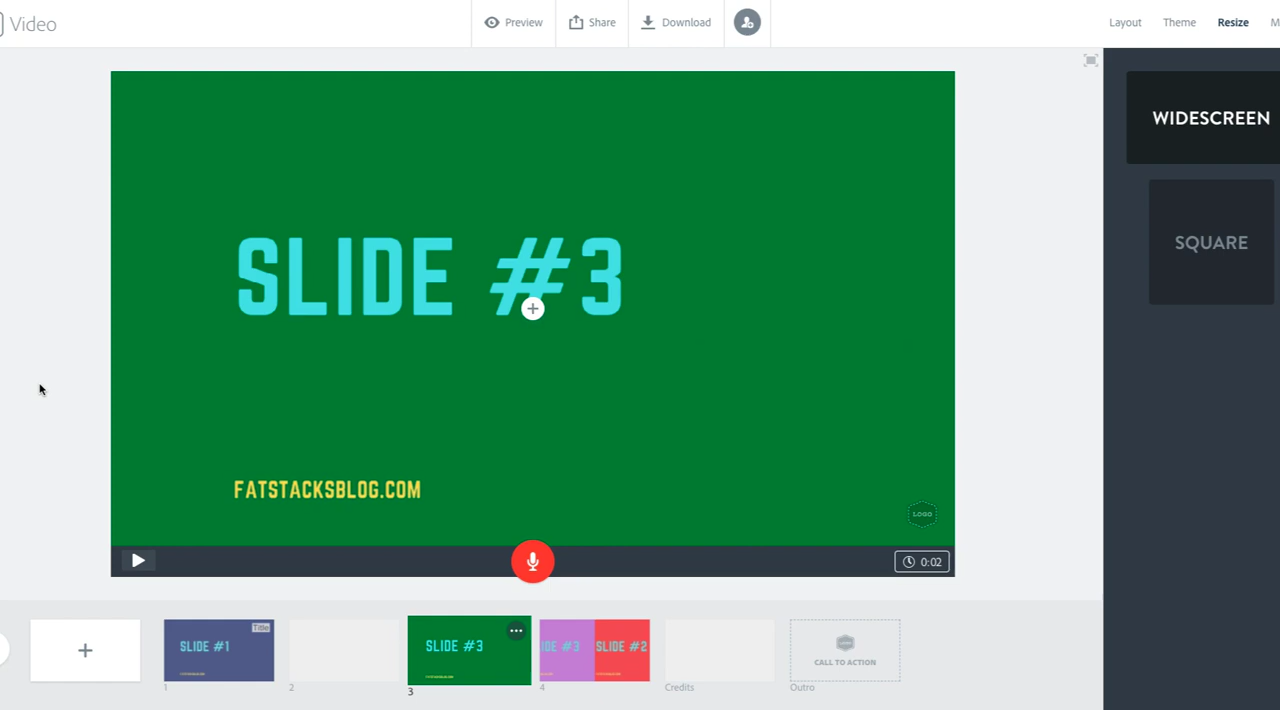 Video
Preview
Share
Download
Layout
Theme
Resize
M
WIDESCREEN
SQUARE
SLIDE #3
FATSTACKSBLOG.COM
LOGO
0:02
+
SLIDE #1
Title
1
2
SLIDE #3
3
IDE #3
SLIDE #2
4
Credits
CALL TO ACTION
Outro